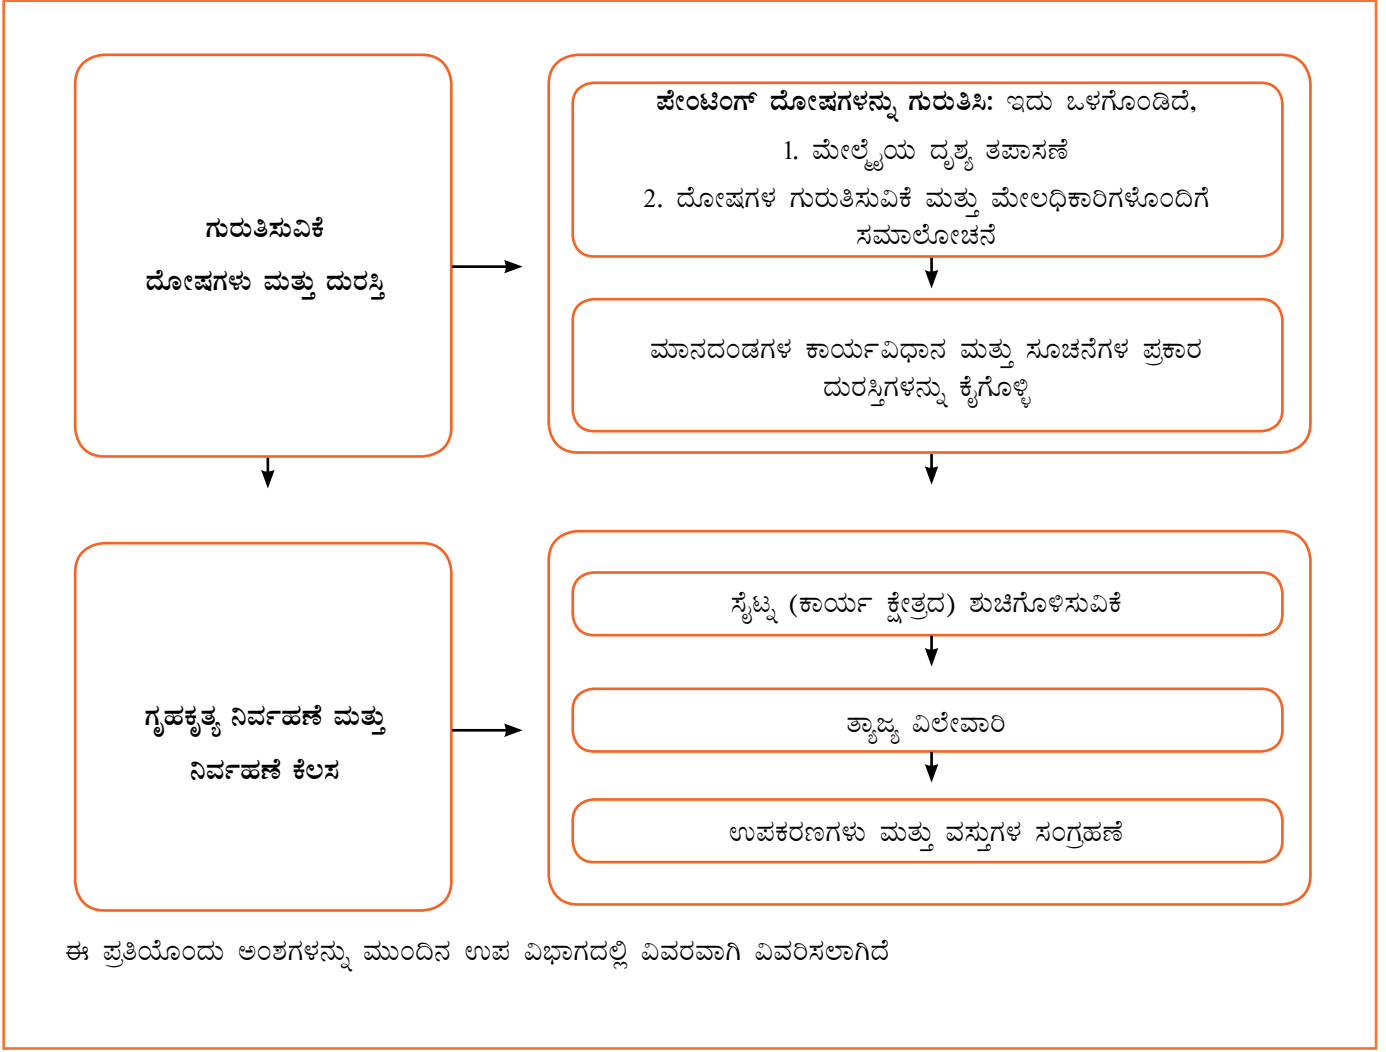 ಗುರುತಿಸುವಿಕೆ
ದೋಷಗಳು ಮತ್ತು ದುರಸ್ತಿ
ಪೇಂಟಿಂಗ್ ದೋಷಗಳನ್ನು ಗುರುತಿಸಿ: ಇದು ಒಳಗೊಂಡಿದೆ,
1. ಮೇಲ್ಮೈಯ ದೃಶ್ಯ ತಪಾಸಣೆ
2. ದೋಷಗಳ ಗುರುತಿಸುವಿಕೆ ಮತ್ತು ಮೇಲಧಿಕಾರಿಗಳೊಂದಿಗೆ
ಸಮಾಲೋಚನೆ
ಮಾನದಂಡಗಳ ಕಾರ್ಯವಿಧಾನ ಮತ್ತು ಸೂಚನೆಗಳ ಪ್ರಕಾರ
ದುರಸ್ತಿಗಳನ್ನು ಕೈಗೊಳ್ಳಿ
ಗೃಹಕೃತ್ಯ ನಿರ್ವಹಣೆ ಮತ್ತು
ನಿರ್ವಹಣೆ ಕೆಲಸ
ಸೈಟ್ನ (ಕಾರ್ಯ ಕ್ಷೇತ್ರದ) ಶುಚಿಗೊಳಿಸುವಿಕೆ
ತ್ಯಾಜ್ಯ ವಿಲೇವಾರಿ
ಉಪಕರಣಗಳು ಮತ್ತು ವಸ್ತುಗಳ ಸಂಗ್ರಹಣೆ
ಈ ಪ್ರತಿಯೊಂದು ಅಂಶಗಳನ್ನು ಮುಂದಿನ ಉಪ ವಿಭಾಗದಲ್ಲಿ ವಿವರವಾಗಿ ವಿವರಿಸಲಾಗಿದೆ